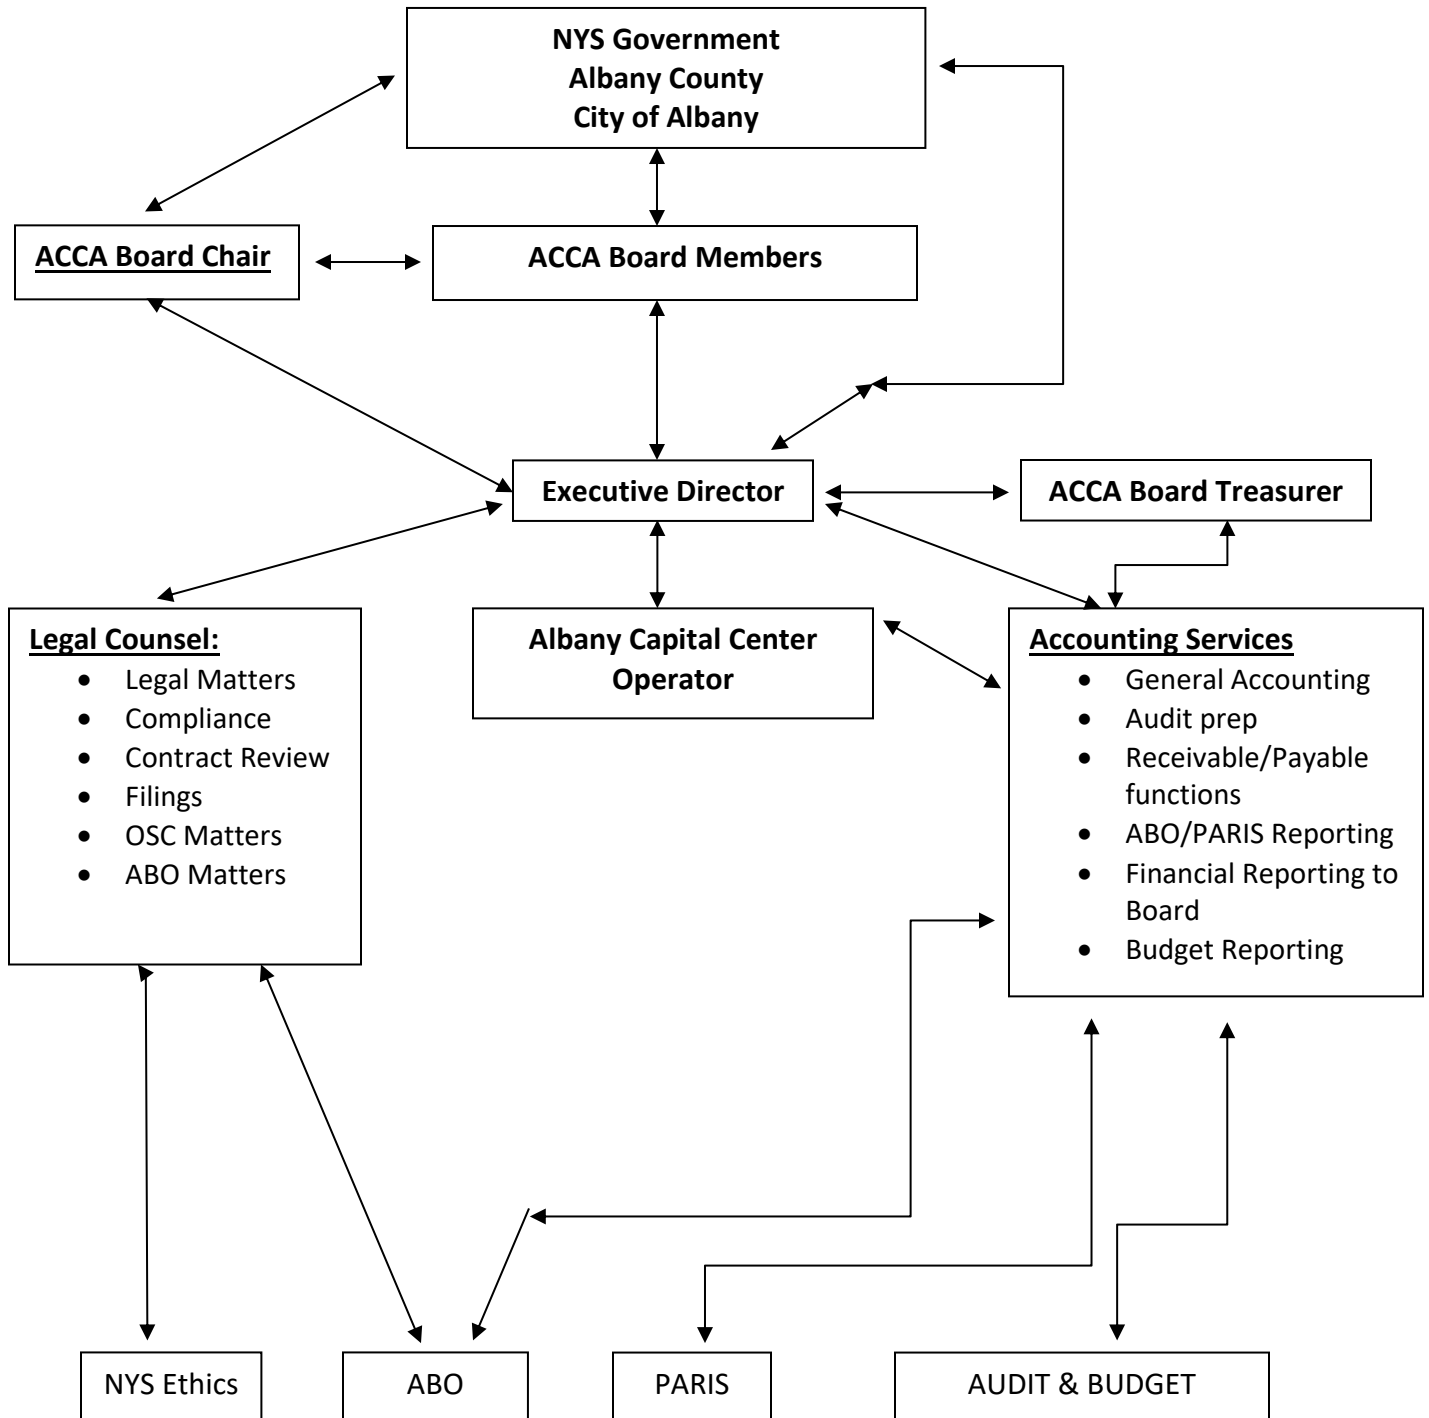 NYS Government
Albany County
City of Albany
ACCA Board Chair
ACCA Board Members
Executive Director
ACCA Board Treasurer
Legal Counsel:
• Legal Matters
• Compliance
• Contract Review
• Filings
• OSC Matters
• ABO Matters
Albany Capital Center
Operator
Accounting Services
• General Accounting
• Audit prep
• Receivable/Payable
functions
• ABO/PARIS Reporting
• Financial Reporting to
Board
• Budget Reporting
NYS Ethics
ABO
PARIS
AUDIT & BUDGET